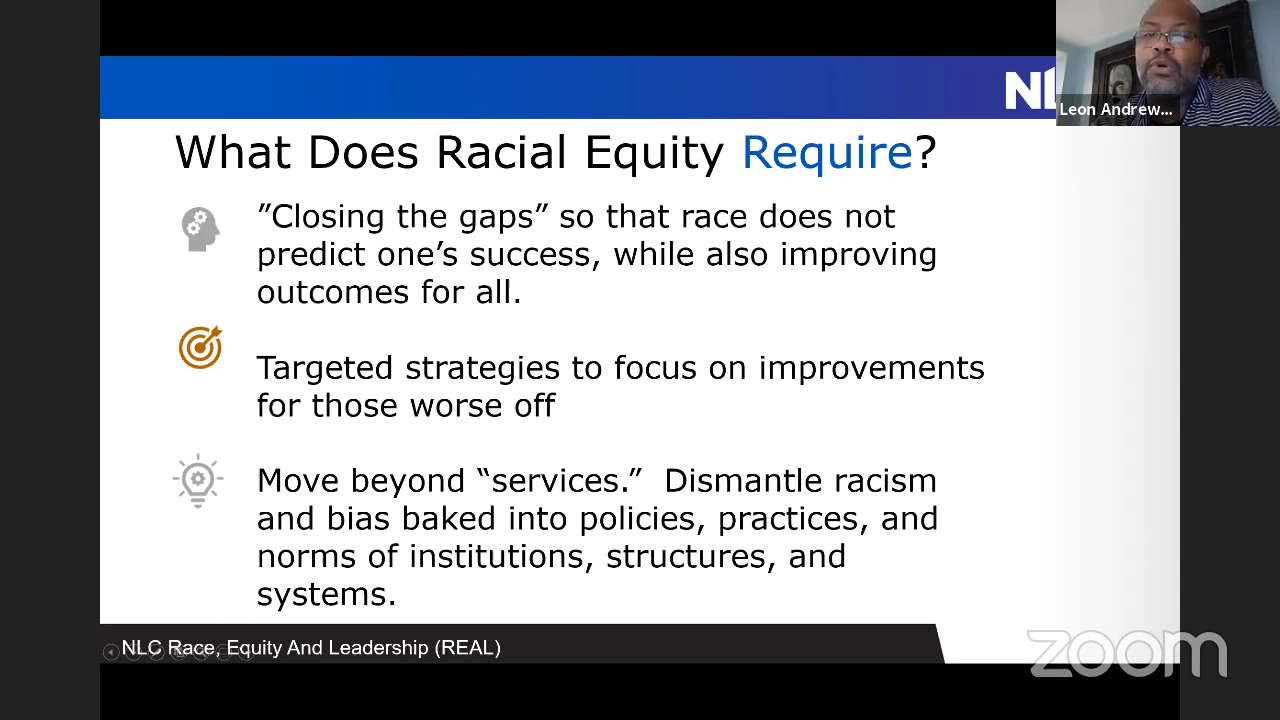 NL
Leon Andrew...
What Does Racial Equity Require?
”Closing the gaps” so that race does not
predict one’s success, while also improving
outcomes for all.
Targeted strategies to focus on improvements
for those worse off
Move beyond “services.”  Dismantle racism
and bias baked into policies, practices, and
norms of institutions, structures, and
systems.
NLC Race, Equity And Leadership (REAL)
zoom